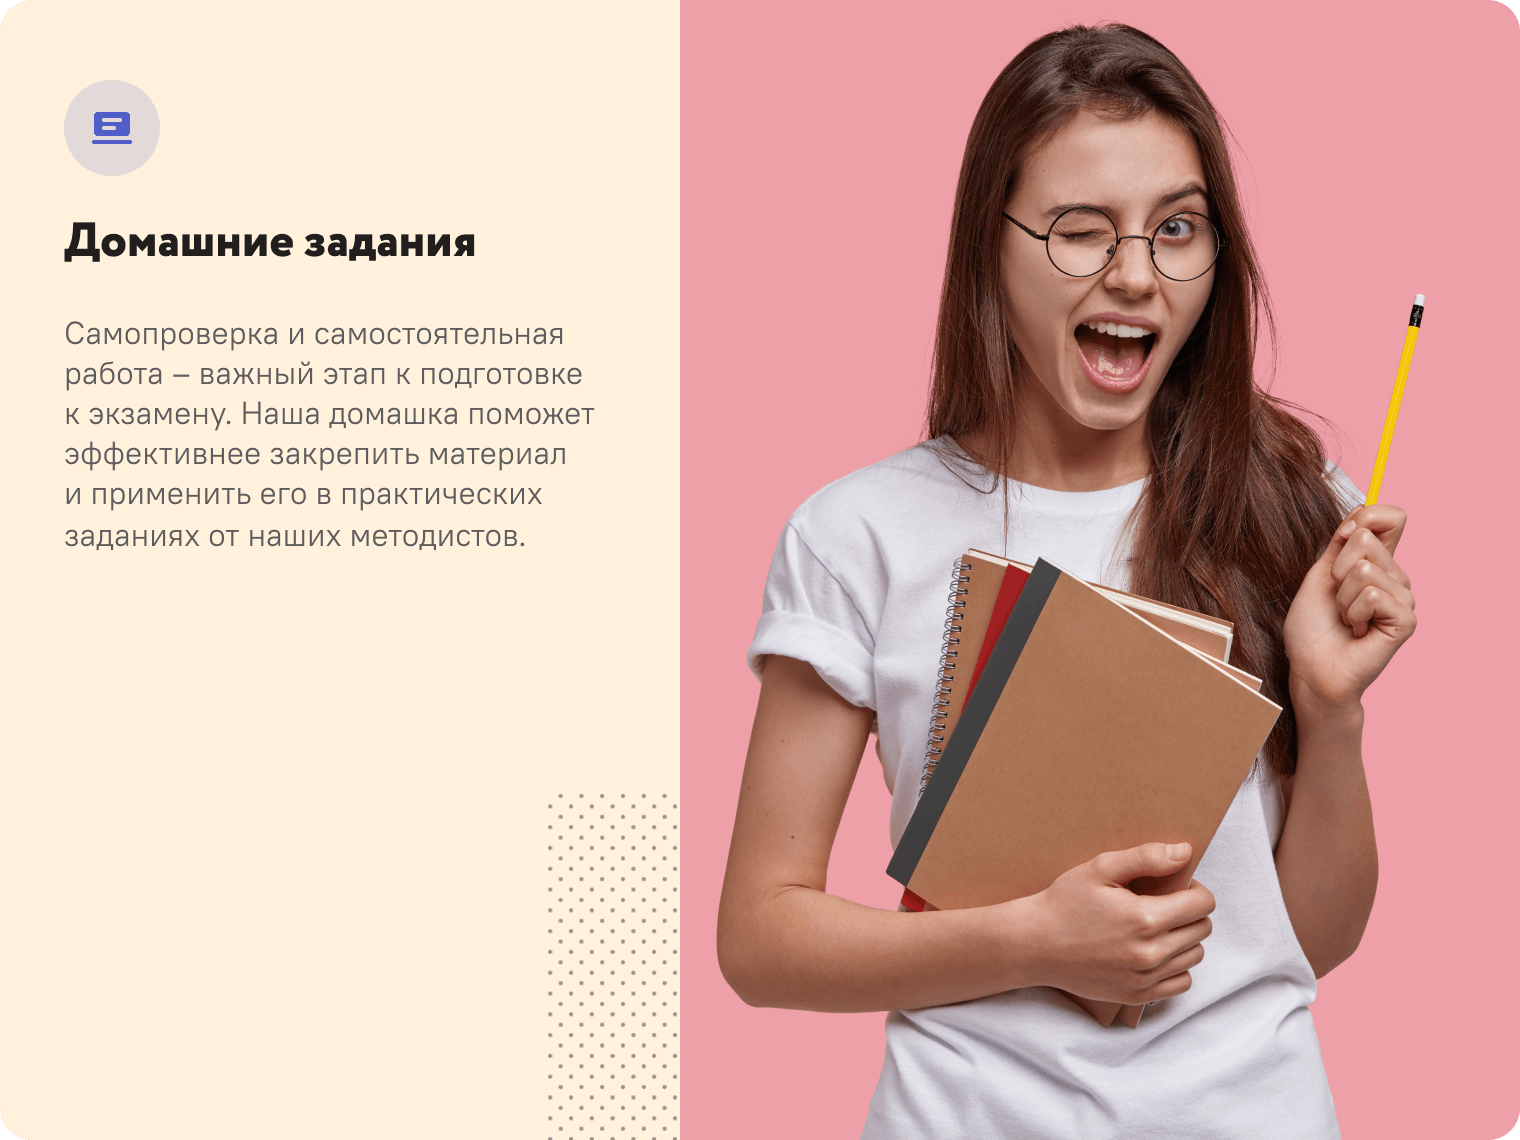 Домашние задания
Самопроверка и самостоятельная
работа – важный этап к подготовке
к экзамену. Наша домашка поможет
эффективнее закрепить материал
и применить его в практических
заданиях от наших методистов.